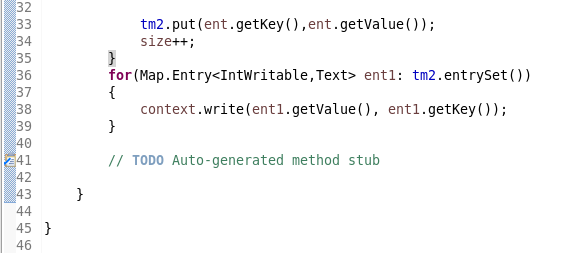 32
33             tm2.put(ent.getKey(),ent.getValue());
34             size++;
35         }
36         for(Map.Entry<IntWritable,Text> ent1: tm2.entrySet())
37         {
38             context.write(ent1.getValue(), ent1.getKey());
39         }
40
41         // TODO Auto-generated method stub
42
43     }
44
45 }
46